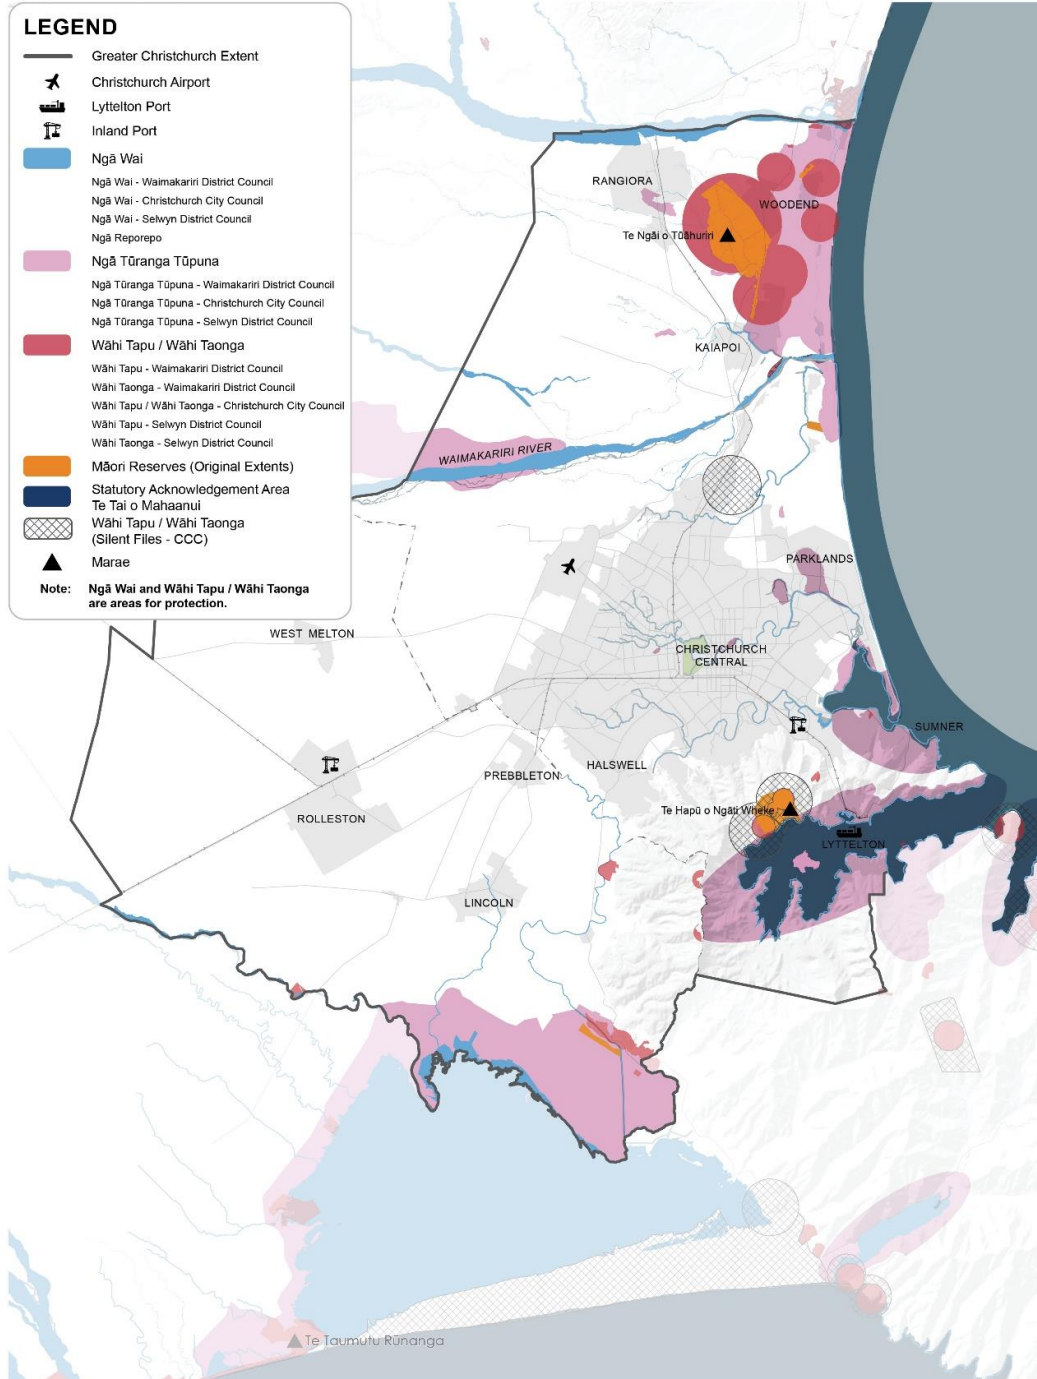 LEGEND
Greater Christchurch Extent
Christchurch Airport
Lyttelton Port
Inland Port
Ngā Wai
Ngā Wai - Waimakariri District Council
Ngā Wai - Christchurch City Council
Ngā Wai - Selwyn District Council
Ngā Reporepo
Ngā Tūranga Tūpuna
Ngā Tūranga Tūpuna - Waimakariri District Council
Ngā Tūranga Tūpuna - Christchurch City Council
Ngā Tūranga Tūpuna - Selwyn District Council
Wāhi Tapu / Wāhi Taonga
Wāhi Tapu - Waimakariri District Council
Wāhi Taonga - Waimakariri District Council
Wāhi Tapu / Wāhi Taonga - Christchurch City Council
Wāhi Tapu - Selwyn District Council
Wāhi Taonga - Selwyn District Council
Māori Reserves (Original Extents)
Statutory Acknowledgement Area
Te Tai o Mahaanui
Wāhi Tapu / Wāhi Taonga
(Silent Files - CCC)
Marae
Note: Ngā Wai and Wāhi Tapu / Wāhi Taonga
are areas for protection.
RANGIORA
WOODEND
Te Ngāi o Tūāhuriri
KAIAPOI
WAIMAKARIRI RIVER
PARKLANDS
WEST MELTON
CHRISTCHURCH
CENTRAL
SUMNER
HALSWELL
PREBBLETON
ROLLESTON
Te Hapū o Ngāti Wheke
LYTTELTON
LINCOLN
Te Taumutu Rūnanga